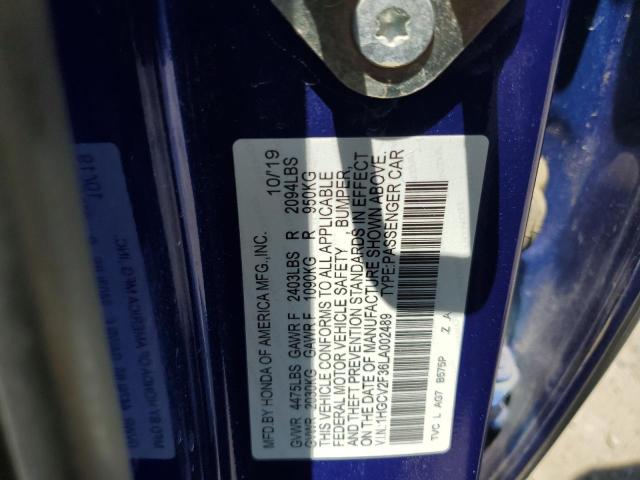 MFD.BY HONDA OF AMERICA MFG.,INC. 10/'19
GVWR 4475LBS GAWR F 2403LBS R 2094LBS
GVWR 2030KG GAWR F 1090KG R 950KG
THIS VEHICLE CONFORMS TO ALL APPLICABLE
FEDERAL MOTOR VEHICLE SAFETY, BUMPER,
AND THEFT PREVENTION STANDARDS IN EFFECT
ON THE DATE OF MANUFACTURE SHOWN ABOVE.
V.I.N.:1HGCV2F36LA002489 TYPE:PASSENGER CAR
TVC L AG7 B575P Z A